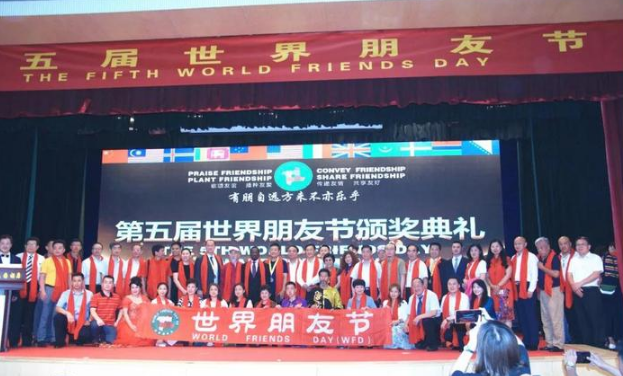 五届世界朋友节
THE FIFTH WORLD FRIENDS DAY
PRAISE FRIENDSHIP
PLANT FRIENDSHIP
CONVEY FRIENDSHIP
SHARE FRIENDSHIP
有朋自远方来不亦乐乎
第五届世界朋友节颁奖典礼
世界朋友节
WORLD FRIENDS DAY(WFD)